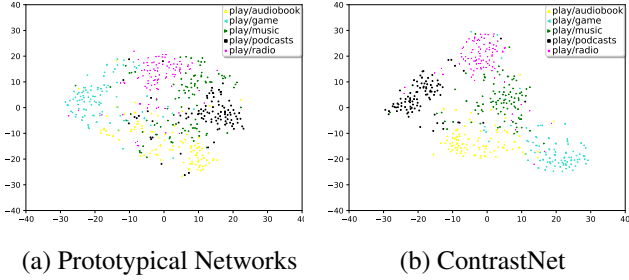 40
30
20
10
0
−10
−20
−30
−40
−40 −30 −20 −10 0 10 20 30 40
play/audiobook
play/game
play/music
play/podcasts
play/radio
(a) Prototypical Networks
40
30
20
10
0
−10
−20
−30
−40
−40 −30 −20 −10 0 10 20 30 40
play/audiobook
play/game
play/music
play/podcasts
play/radio
(b) ContrastNet